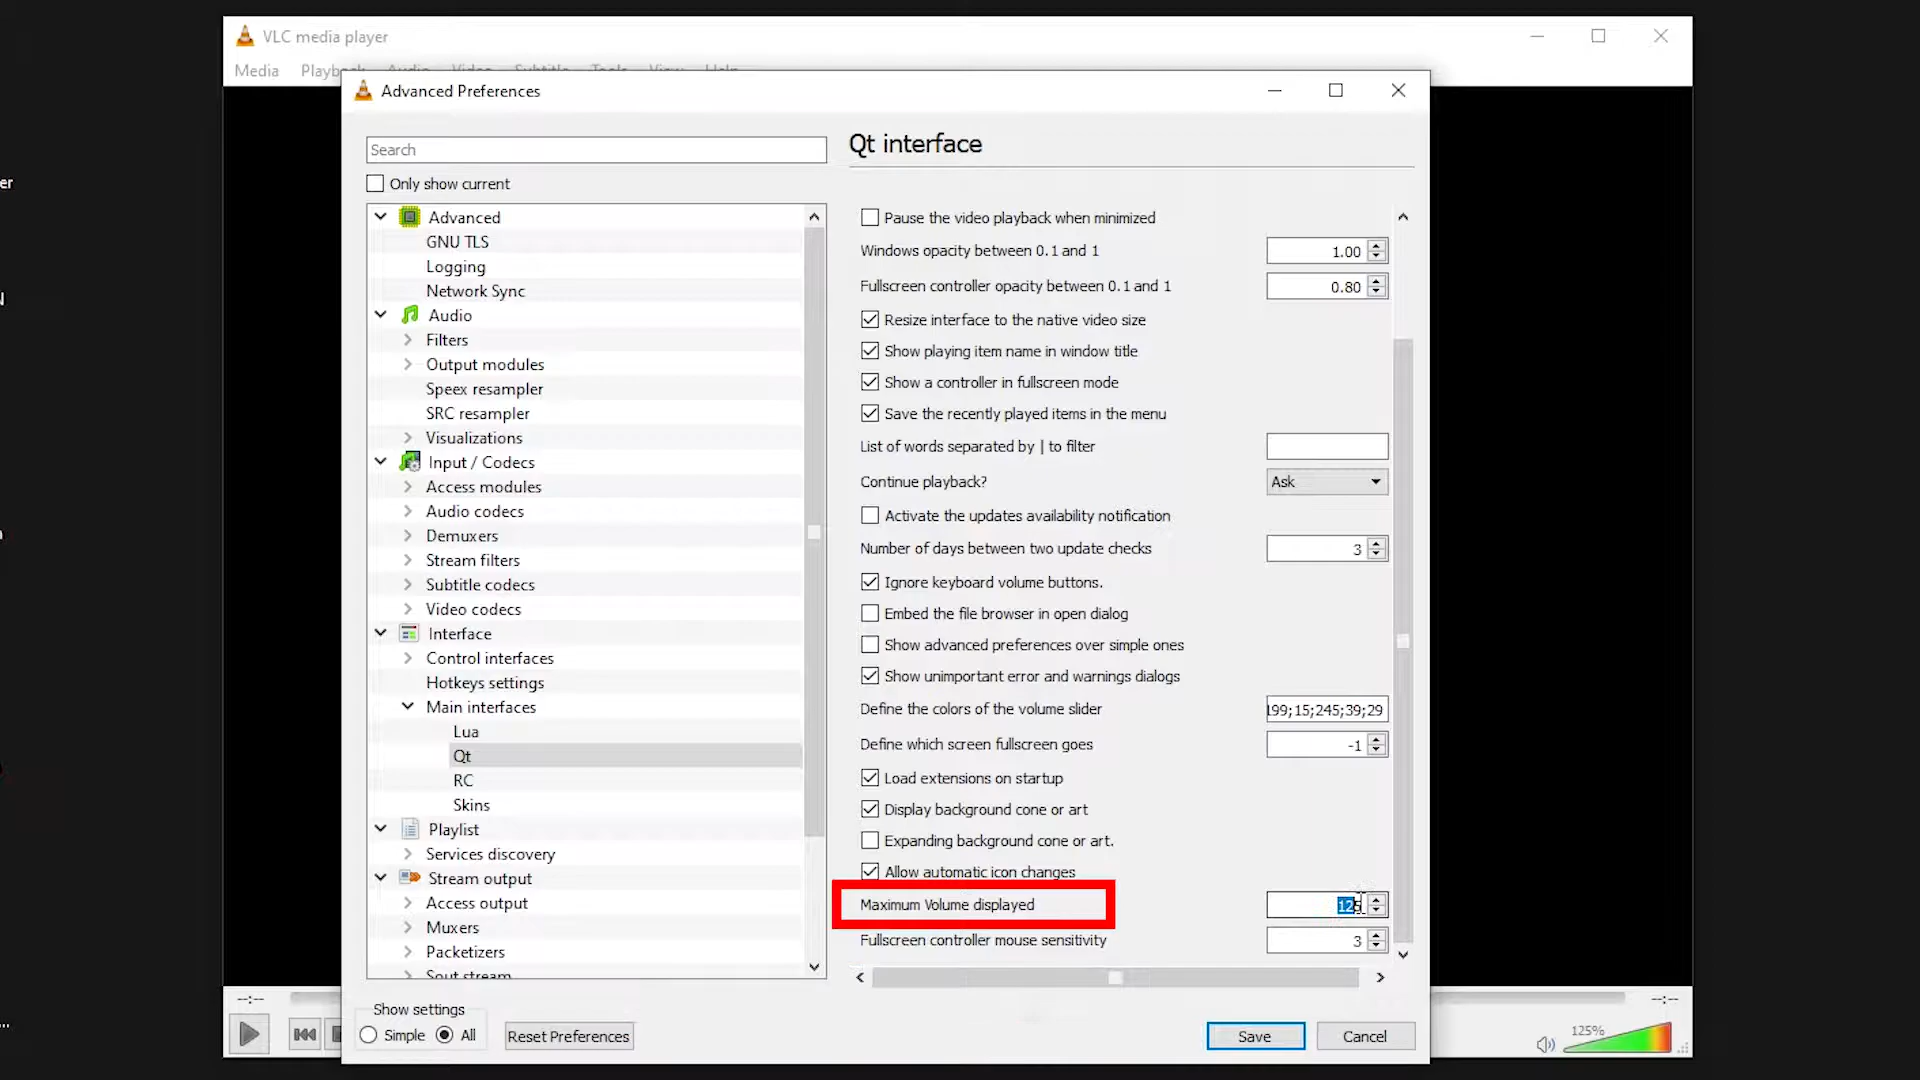 VLC media player
Media
Advanced Preferences
Search
Only show current
Advanced
GNU TLS
Logging
Network Sync
Audio
Filters
Output modules
Speex resampler
SRC resampler
Visualizations
Input / Codecs
Access modules
Audio codecs
Demuxers
Stream filters
Subtitle codecs
Video codecs
Interface
Control interfaces
Hotkeys settings
Main interfaces
Lua
Qt
RC
Skins
Playlist
Services discovery
Stream output
Access output
Muxers
Packetizers
Sout stream
Show settings
Simple All
Reset Preferences
Qt interface
Pause the video playback when minimized
Windows opacity between 0.1 and 1 1.00
Fullscreen controller opacity between 0.1 and 1 0.80
Resize interface to the native video size
Show playing item name in window title
Show a controller in fullscreen mode
Save the recently played items in the menu
List of words separated by | to filter
Continue playback? Ask
Activate the updates availability notification
Number of days between two update checks 3
Ignore keyboard volume buttons.
Embed the file browser in open dialog
Show advanced preferences over simple ones
Show unimportant error and warnings dialogs
Define the colors of the volume slider 199;15;245;39;29
Define which screen fullscreen goes -1
Load extensions on startup
Display background cone or art
Expanding background cone or art.
Allow automatic icon changes
Maximum Volume displayed 125
Fullscreen controller mouse sensitivity 3
Save Cancel
--:-- --:--
125%
er